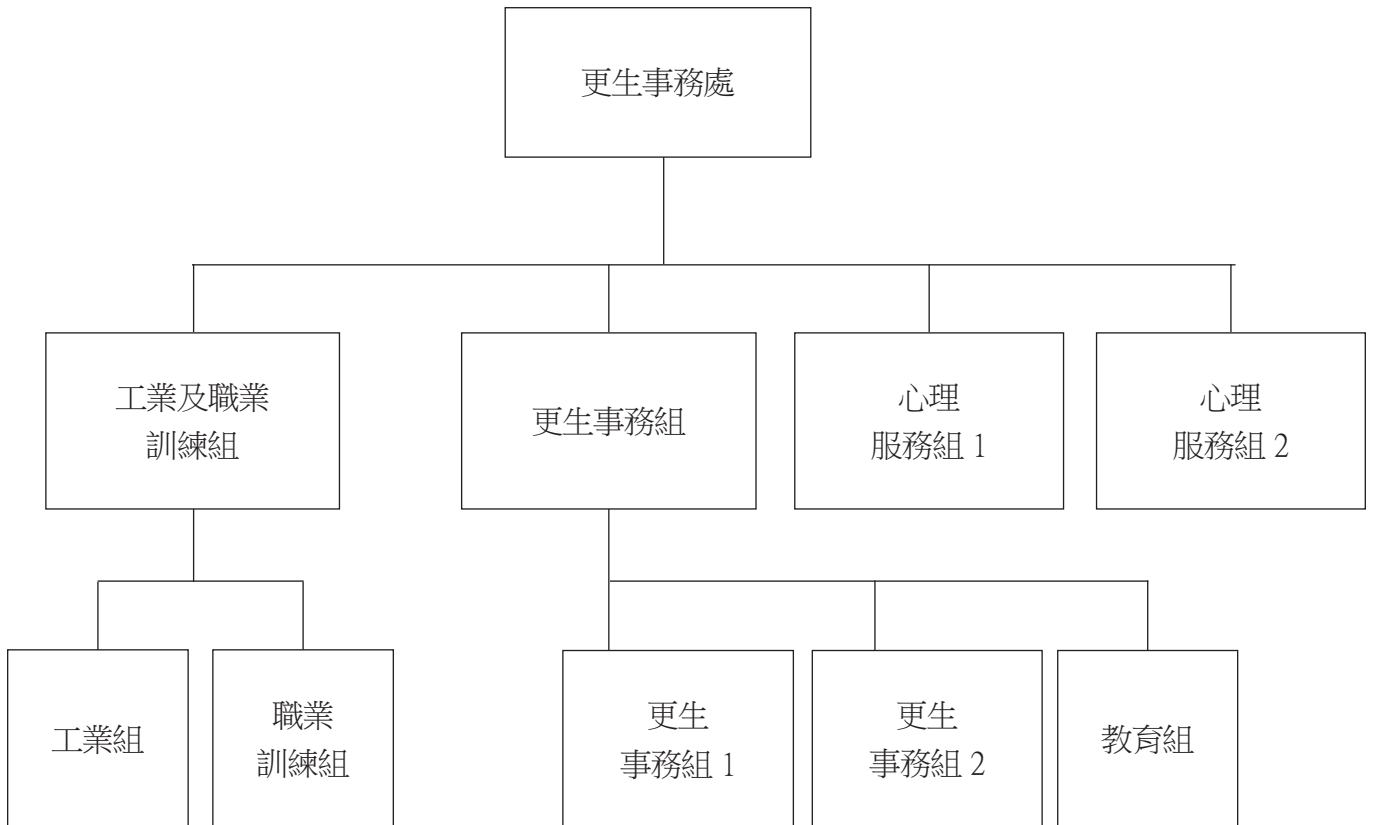 更生事務處
工業及職業
訓練組
更生事務組
心理
服務組 1
心理
服務組 2
工業組
職業
訓練組
更生
事務組 1
更生
事務組 2
教育組